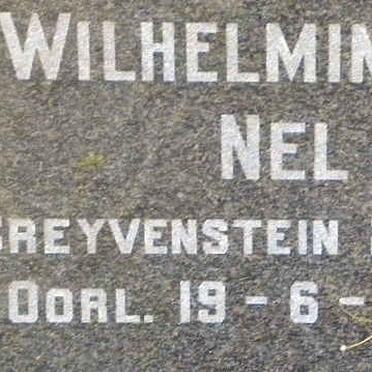 WILHELMIN
NEL
GREYVENSTEIN
OORL. 19 - 6 -